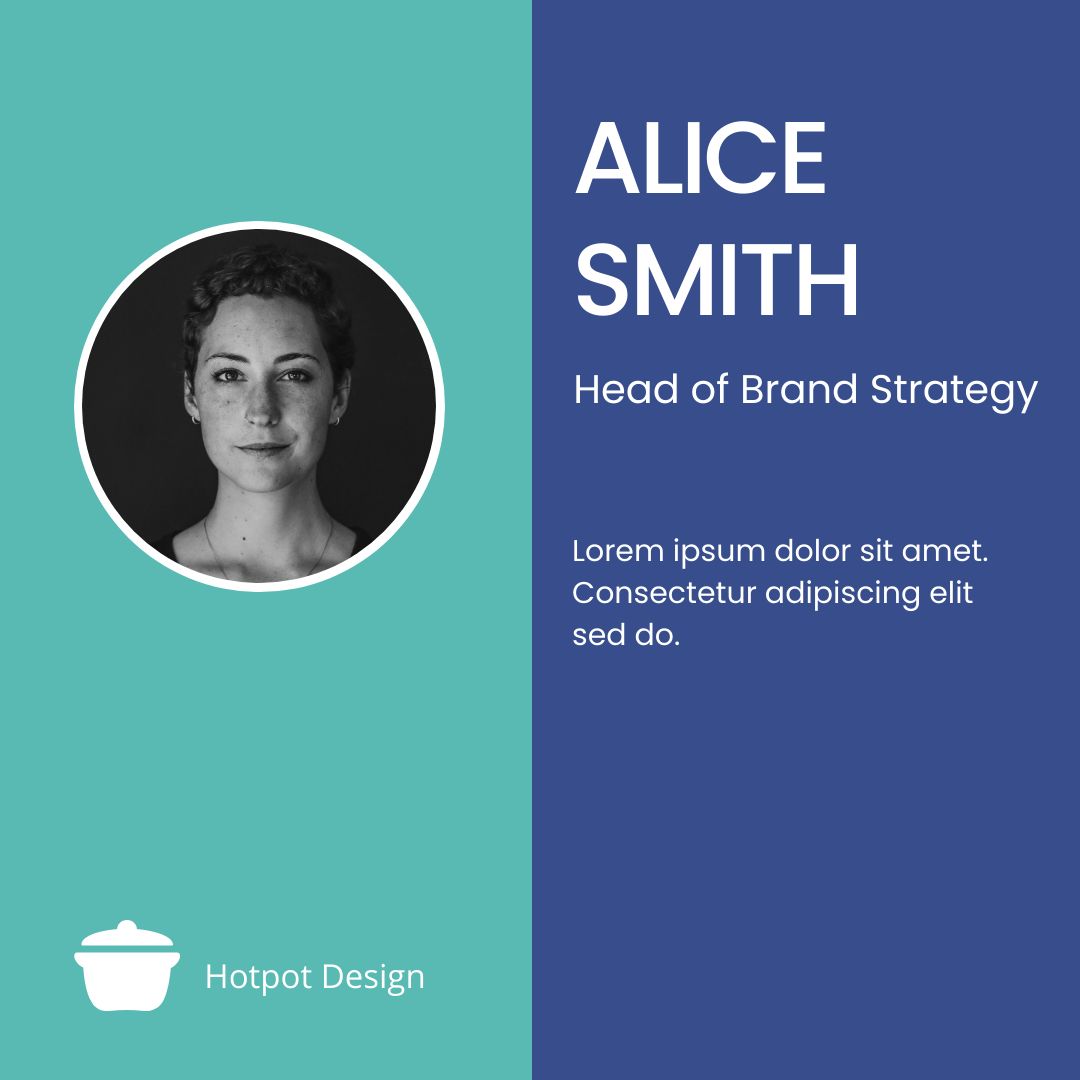 ALICE
SMITH
Head of Brand Strategy
Lorem ipsum dolor sit amet.
Consectetur adipiscing elit
sed do.
Hotpot Design